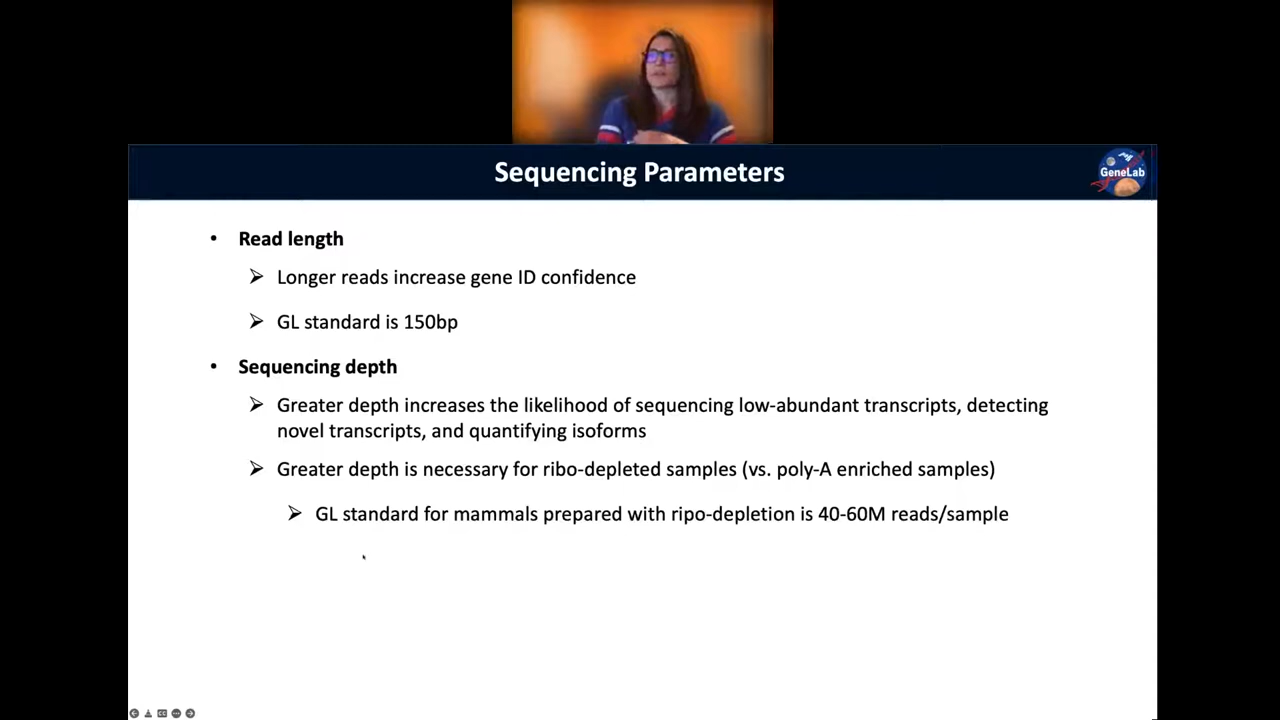 Sequencing Parameters
GeneLab
• Read length
➢ Longer reads increase gene ID confidence
➢ GL standard is 150bp
• Sequencing depth
➢ Greater depth increases the likelihood of sequencing low-abundant transcripts, detecting
novel transcripts, and quantifying isoforms
➢ Greater depth is necessary for ribo-depleted samples (vs. poly-A enriched samples)
➢ GL standard for mammals prepared with ripo-depletion is 40-60M reads/sample